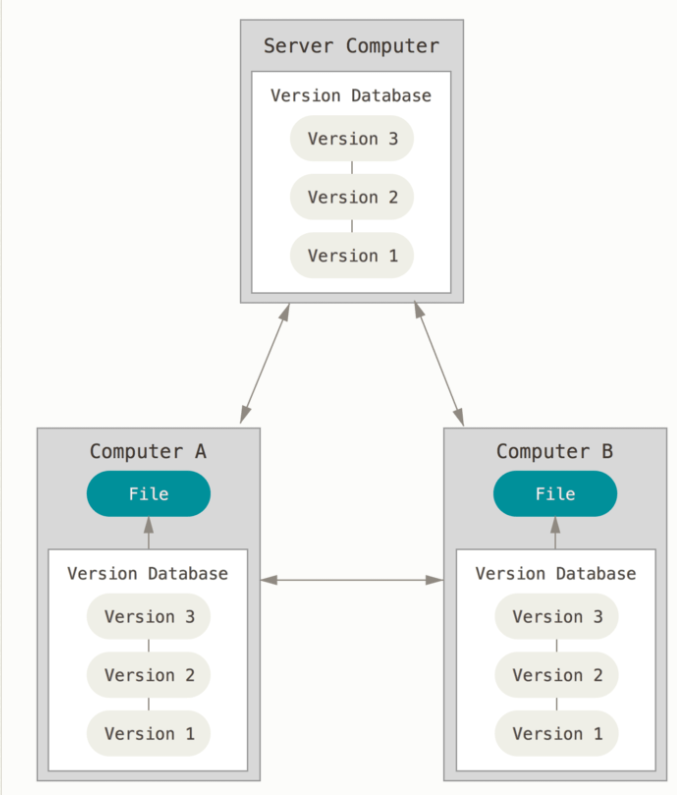 Server Computer
Version Database
Version 3
Version 2
Version 1
Computer A
File
Version Database
Version 3
Version 2
Version 1
Computer B
File
Version Database
Version 3
Version 2
Version 1